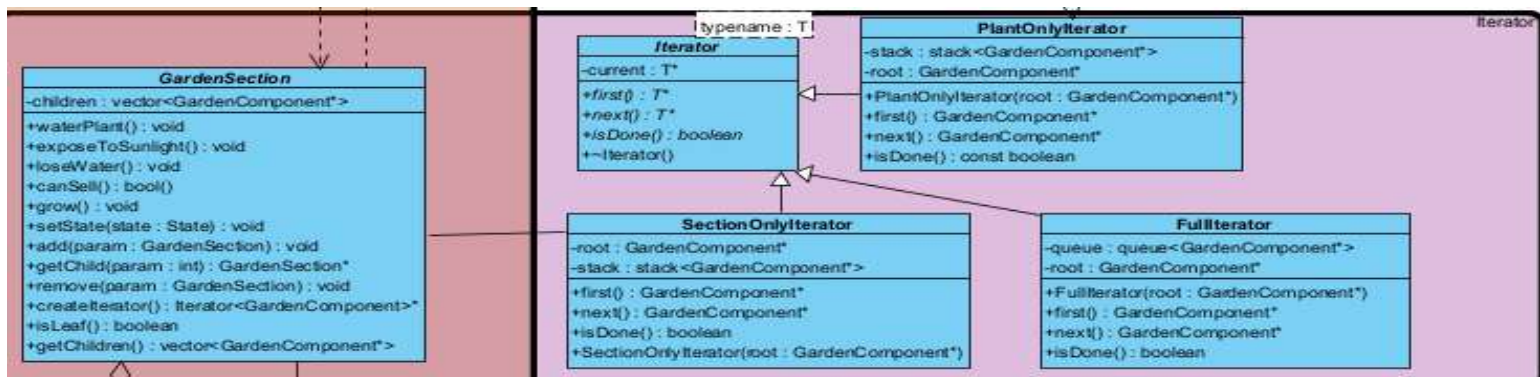 GardenSection
-children : vector<GardenComponent*>
+waterPlant() : void
+exposeToSunlight() : void
+loseWater() : void
+canSell() : bool()
+grow() : void
+setState(state : State) : void
+add(param : GardenSection) : void
+getChild(param : int) : GardenSection*
+remove(param : GardenSection) : void
+createIterator() : Iterator<GardenComponent>*
+isLeaf() : boolean
+getChildren() : vector<GardenComponent*>
Iterator
typename : T
Iterator
-current : T*
+first() : T*
+next() : T*
+isDone() : boolean
+~Iterator()
PlantOnlyIterator
-stack : stack<GardenComponent*>
-root : GardenComponent*
+PlantOnlyIterator(root : GardenComponent*)
+first() : GardenComponent*
+next() : GardenComponent*
+isDone() : const boolean
SectionOnlyIterator
-root : GardenComponent*
-stack : stack<GardenComponent*>
+first() : GardenComponent*
+next() : GardenComponent*
+isDone() : boolean
+SectionOnlyIterator(root : GardenComponent*)
FullIterator
-queue : queue<GardenComponent*>
-root : GardenComponent*
+FullIterator(root : GardenComponent*)
+first() : GardenComponent*
+next() : GardenComponent*
+isDone() : boolean